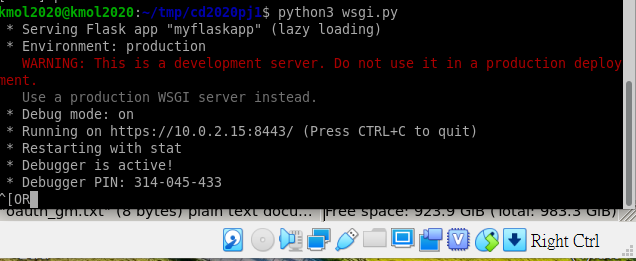 kmol2020@kmol2020:~/tmp/cd2020pj1$ python3 wsgi.py
 * Serving Flask app "myflaskapp" (lazy loading)
 * Environment: production
   WARNING: This is a development server. Do not use it in a production deploy
ment.
   Use a production WSGI server instead.
 * Debug mode: on
 * Running on https://10.0.2.15:8443/ (Press CTRL+C to quit)
 * Restarting with stat
 * Debugger is active!
 * Debugger PIN: 314-045-433
^[OR
"oauth_gm.txt" (8 bytes) plain text docu... Free space: 923.9 GiB (Total: 983.3 GiB)
Right Ctrl